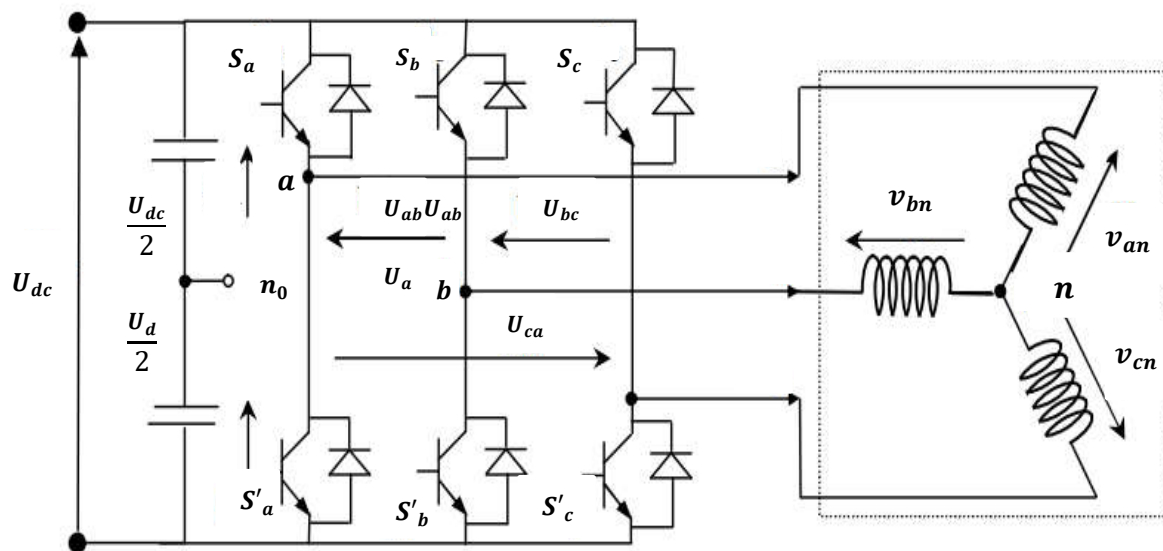 S_a
S_b
S_c
a
U_dc/2
U_abU_ab
U_bc
v_bn
v_an
U_dc
n_0
U_a
b
n
U_d/2
U_ca
v_cn
S'_a
S'_b
S'_c